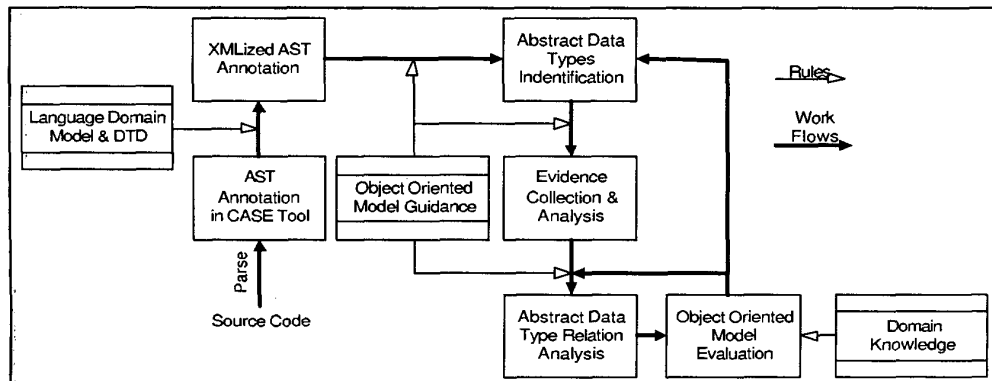 XMLized AST
Annotation
Abstract Data
Types
Indentification
Rules
Language Domain
Model & DTD
Work
Flows
AST
Annotation
in CASE Tool
Object Oriented
Model Guidance
Evidence
Collection &
Analysis
Parse
Source Code
Abstract Data
Type Relation
Analysis
Object Oriented
Model
Evaluation
Domain
Knowledge